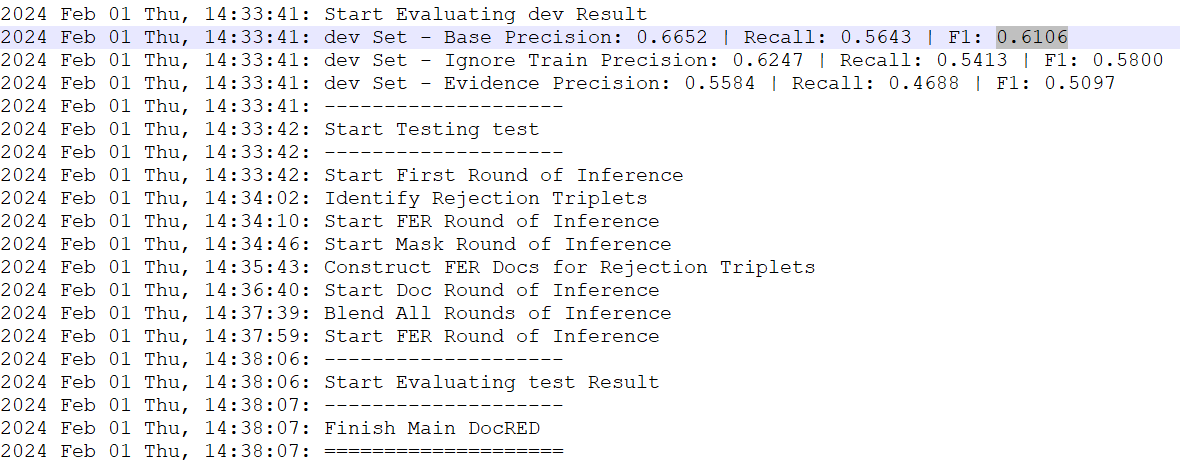 2024 Feb 01 Thu, 14:33:41: Start Evaluating dev Result
2024 Feb 01 Thu, 14:33:41: dev Set - Base Precision: 0.6652 | Recall: 0.5643 | F1: 0.6106
2024 Feb 01 Thu, 14:33:41: dev Set - Ignore Train Precision: 0.6247 | Recall: 0.5413 | F1: 0.5800
2024 Feb 01 Thu, 14:33:41: dev Set - Evidence Precision: 0.5584 | Recall: 0.4688 | F1: 0.5097
2024 Feb 01 Thu, 14:33:41: --------------------
2024 Feb 01 Thu, 14:33:42: Start Testing test
2024 Feb 01 Thu, 14:33:42: --------------------
2024 Feb 01 Thu, 14:33:42: Start First Round of Inference
2024 Feb 01 Thu, 14:34:02: Identify Rejection Triplets
2024 Feb 01 Thu, 14:34:10: Start FER Round of Inference
2024 Feb 01 Thu, 14:34:46: Start Mask Round of Inference
2024 Feb 01 Thu, 14:35:43: Construct FER Docs for Rejection Triplets
2024 Feb 01 Thu, 14:36:40: Start Doc Round of Inference
2024 Feb 01 Thu, 14:37:39: Blend All Rounds of Inference
2024 Feb 01 Thu, 14:37:59: Start FER Round of Inference
2024 Feb 01 Thu, 14:38:06: --------------------
2024 Feb 01 Thu, 14:38:06: Start Evaluating test Result
2024 Feb 01 Thu, 14:38:07: --------------------
2024 Feb 01 Thu, 14:38:07: Finish Main DocRED
2024 Feb 01 Thu, 14:38:07: ====================